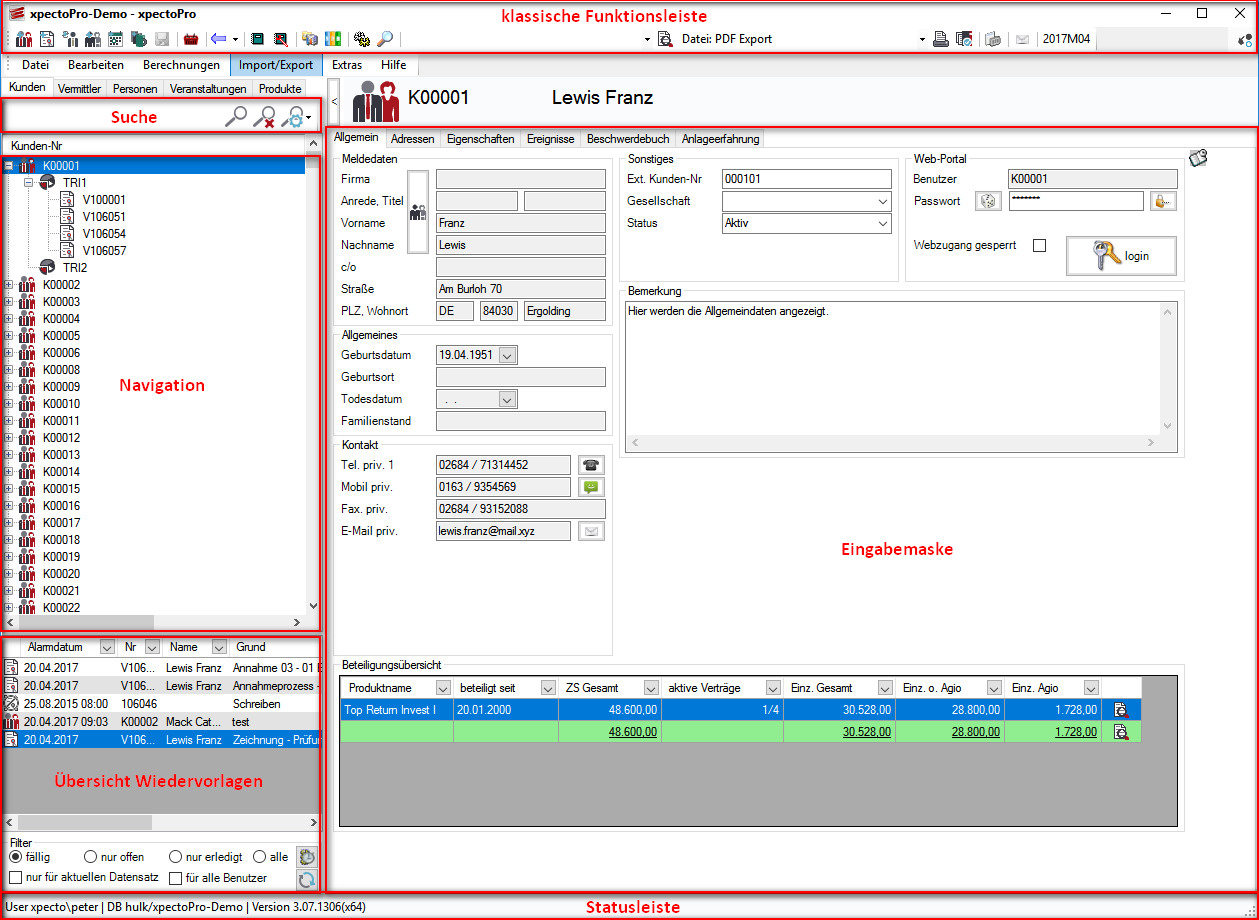 xpectoPro-Demo - xpectoPro
klassische Funktionsleiste
Datei: PDF Export
2017M04
Datei Bearbeiten Berechnungen Import/Export Extras Hilfe
Kunden Vermittler Personen Veranstaltungen Produkte
Suche
< K00001 Lewis Franz
Kunden-Nr
K00001
TRI1
V100001
V106051
V106054
V106057
TRI2
K00002
K00003
K00004
K00005
K00006
K00008
K00009
K00010
K00011
K00012
K00013
K00014
K00015
K00016
K00017
K00018
K00019
K00020
K00021
K00022
Navigation
Allgemein Adressen Eigenschaften Ereignisse Beschwerdebuch Anlageerfahrung
Meldedaten
Firma
Anrede, Titel
Vorname Franz
Nachname Lewis
c/o
Straße Am Burloh 70
PLZ, Wohnort DE 84030 Ergolding
Sonstiges
Ext. Kunden-Nr 000101
Gesellschaft
Status Aktiv
Web-Portal
Benutzer K00001
Passwort *******
Webzugang gesperrt login
Bemerkung
Hier werden die Allgemeindaten angezeigt.
Allgemeines
Geburtsdatum 19.04.1951
Geburtsort
Todesdatum . .
Familienstand
Kontakt
Tel. priv. 1 02684 / 71314452
Mobil priv. 0163 / 9354569
Fax. priv. 02684 / 93152088
E-Mail priv. lewis.franz@mail.xyz
Eingabemaske
Alarmdatum Nr Name Grund
20.04.2017 V106... Lewis Franz Annahme 03 - 01
20.04.2017 V106... Lewis Franz Annahmeprozess -
25.08.2015 08:00 106046 Schreiben
20.04.2017 09:03 K00002 Mack Cat... test
20.04.2017 V106... Lewis Franz Zeichnung - Prüfu
Übersicht Wiedervorlagen
Filter
fällig nur offen nur erledigt alle
nur für aktuellen Datensatz für alle Benutzer
Beteiligungsübersicht
Produktname beteiligt seit ZS Gesamt aktive Verträge Einz. Gesamt Einz. o. Agio Einz. Agio
Top Return Invest I 20.01.2000 48.600,00 1/4 30.528,00 28.800,00 1.728,00
48.600,00 30.528,00 28.800,00 1.728,00
User xpecto\peter | DB hulk/xpectoPro-Demo | Version 3.07.1306(x64)
Statusleiste